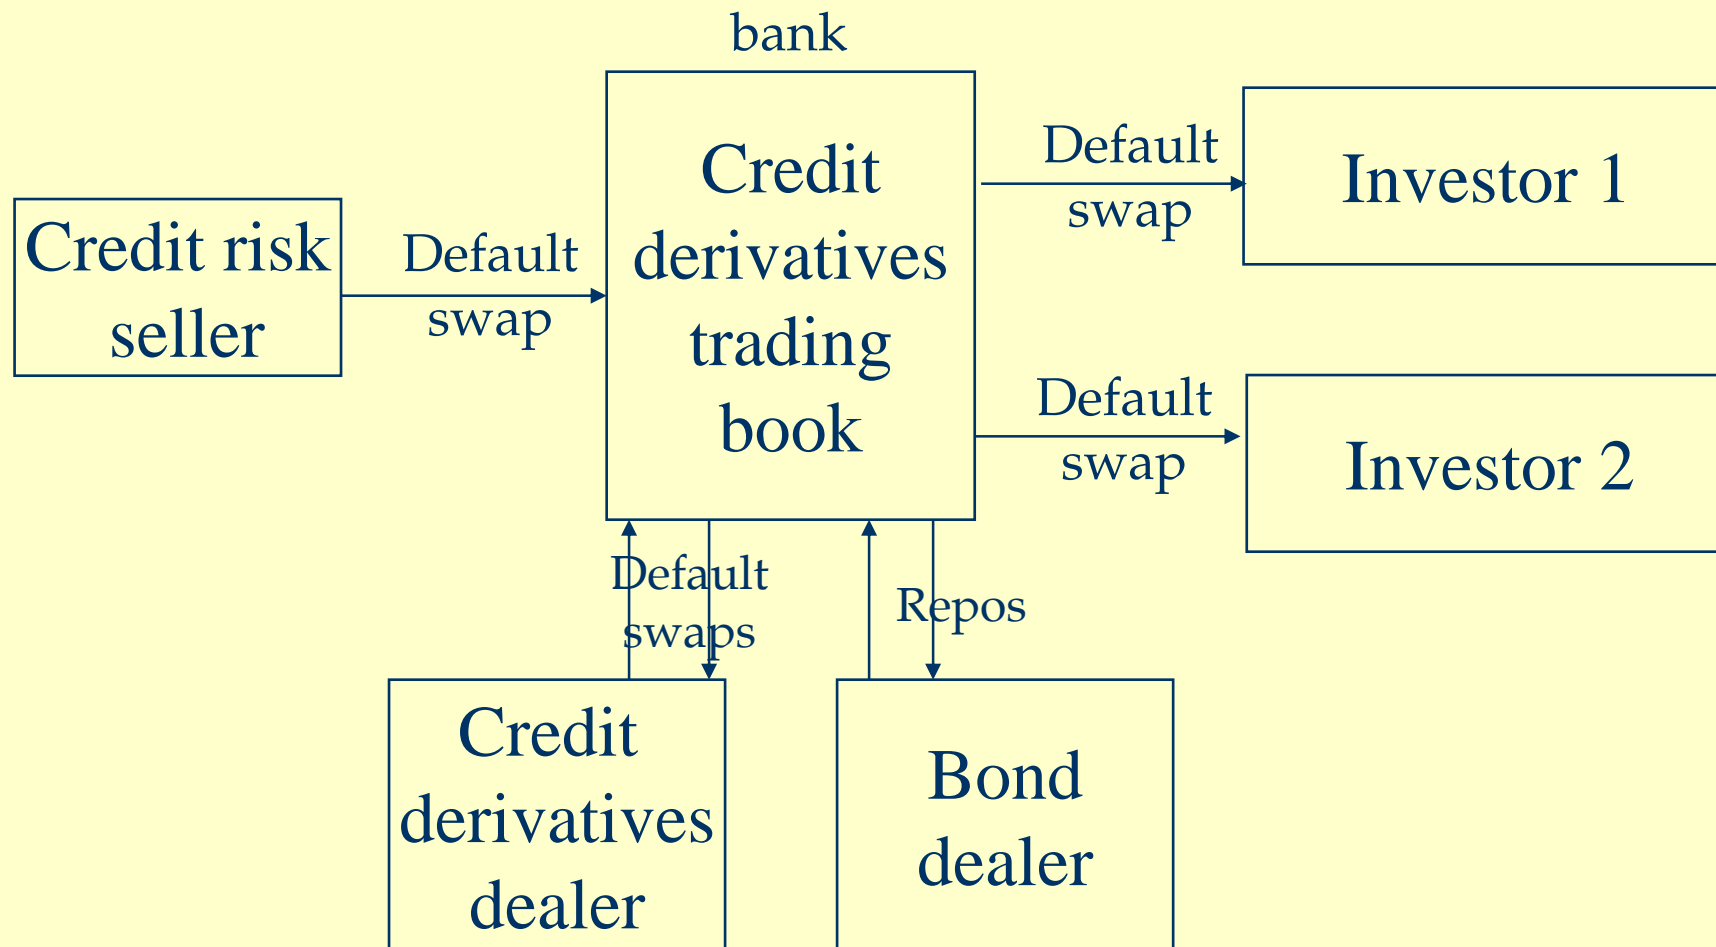 bank
Credit risk
seller
Default
swap
Credit
derivatives
trading
book
Default
swap
Investor 1
Default
swap
Investor 2
Default
swaps
Repos
Credit
derivatives
dealer
Bond
dealer